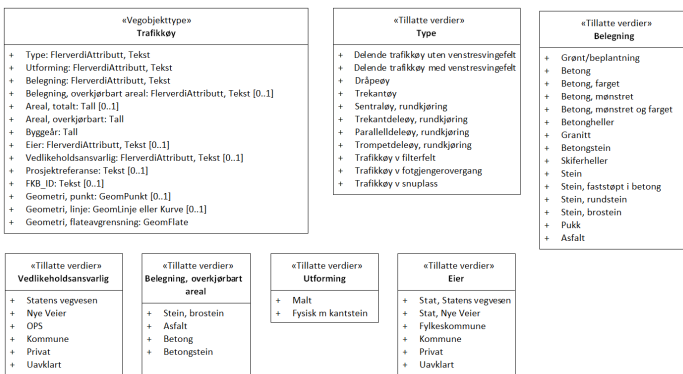 «Vegobjekttype»
Trafikkøy
+ Type: FlerverdiAttributt, Tekst
+ Utforming: FlerverdiAttributt, Tekst
+ Belegning: FlerverdiAttributt, Tekst
+ Belegning, overkjørbart areal: FlerverdiAttributt, Tekst [0..1]
+ Areal, totalt: Tall [0..1]
+ Areal, overkjørbart: Tall
+ Byggeår: Tall
+ Eier: FlerverdiAttributt, Tekst [0..1]
+ Vedlikeholdsansvarlig: FlerverdiAttributt, Tekst [0..1]
+ Prosjektreferanse: Tekst [0..1]
+ FKB_ID: Tekst [0..1]
+ Geometri, punkt: GeomPunkt [0..1]
+ Geometri, linje: GeomLinje eller Kurve [0..1]
+ Geometri, flateavgrensning: GeomFlate
«Tillatte verdier»
Type
+ Delende trafikkøy uten venstresvingefelt
+ Delende trafikkøy med venstresvingefelt
+ Dråpeøy
+ Trekantøy
+ Sentraløy, rundkjøring
+ Trekantdeleøy, rundkjøring
+ Parallelldeleøy, rundkjøring
+ Trompetdeleøy, rundkjøring
+ Trafikkøy v filterfelt
+ Trafikkøy v fotgjengerovergang
+ Trafikkøy v snuplass
«Tillatte verdier»
Belegning
+ Grønt/beplantning
+ Betong
+ Betong, farget
+ Betong, mønstret
+ Betong, mønstret og farget
+ Betongheller
+ Granitt
+ Betongstein
+ Skiferheller
+ Stein
+ Stein, faststøpt i betong
+ Stein, rundstein
+ Stein, brostein
+ Pukk
+ Asfalt
«Tillatte verdier»
Vedlikeholdsansvarlig
+ Statens vegvesen
+ Nye Veier
+ OPS
+ Kommune
+ Privat
+ Uavklart
«Tillatte verdier»
Belegning, overkjørbart
areal
+ Stein, brostein
+ Asfalt
+ Betong
+ Betongstein
«Tillatte verdier»
Utforming
+ Malt
+ Fysisk m kantstein
«Tillatte verdier»
Eier
+ Stat, Statens vegvesen
+ Stat, Nye Veier
+ Fylkeskommune
+ Kommune
+ Privat
+ Uavklart